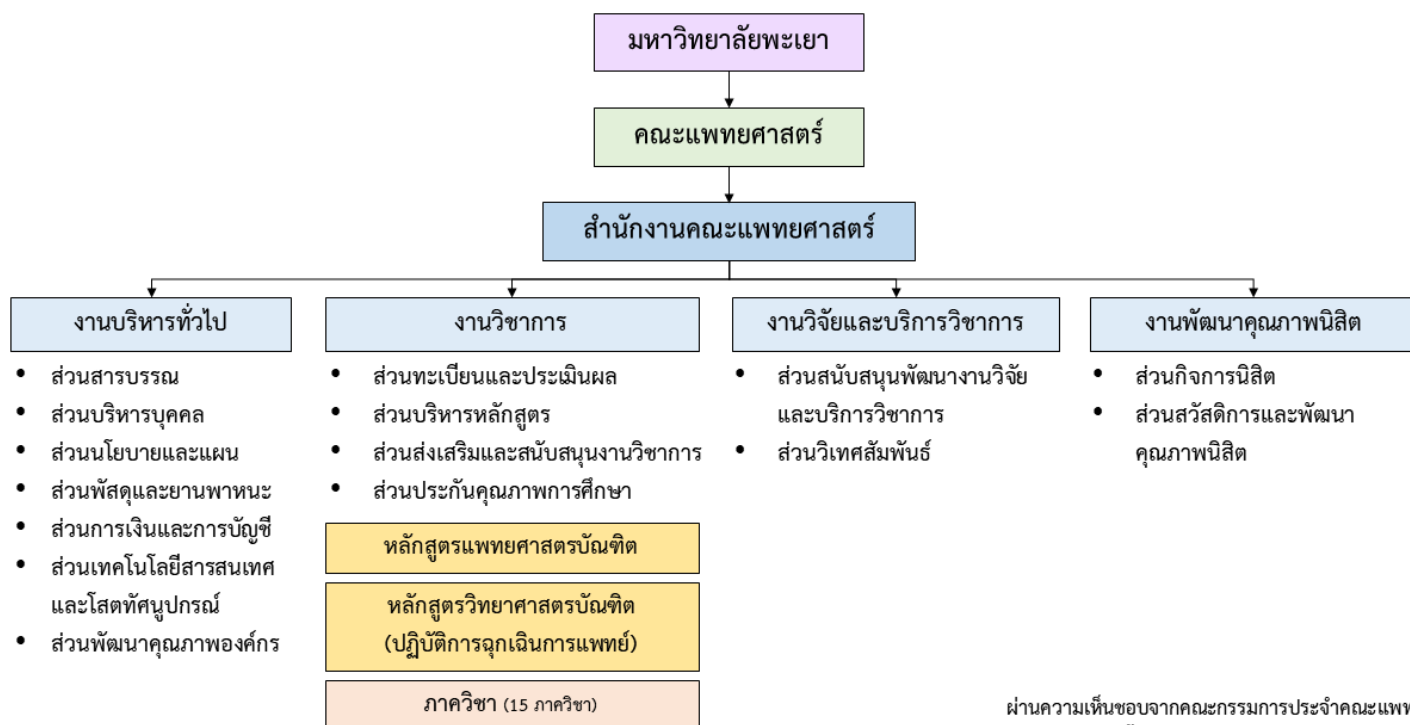 มหาวิทยาลัยพะเยา
คณะแพทยศาสตร์
สำนักงานคณะแพทยศาสตร์
งานบริหารทั่วไป
• ส่วนสารบรรณ
• ส่วนบริหารบุคคล
• ส่วนนโยบายและแผน
• ส่วนพัสดุและยานพาหนะ
• ส่วนการเงินและการบัญชี
• ส่วนเทคโนโลยีสารสนเทศ
และโสตทัศนูปกรณ์
• ส่วนพัฒนาคุณภาพองค์กร
งานวิชาการ
• ส่วนทะเบียนและประเมินผล
• ส่วนบริหารหลักสูตร
• ส่วนส่งเสริมและสนับสนุนงานวิชาการ
• ส่วนประกันคุณภาพการศึกษา
หลักสูตรแพทยศาสตรบัณฑิต
หลักสูตรวิทยาศาสตรบัณฑิต
(ปฏิบัติการฉุกเฉินการแพทย์)
ภาควิชา (15 ภาควิชา)
งานวิจัยและบริการวิชาการ
• ส่วนสนับสนุนพัฒนางานวิจัย
และบริการวิชาการ
• ส่วนวิเทศสัมพันธ์
งานพัฒนาคุณภาพนิสิต
• ส่วนกิจการนิสิต
• ส่วนสวัสดิการและพัฒนา
คุณภาพนิสิต
ผ่านความเห็นชอบจากคณะกรรมการประจำคณะแพท